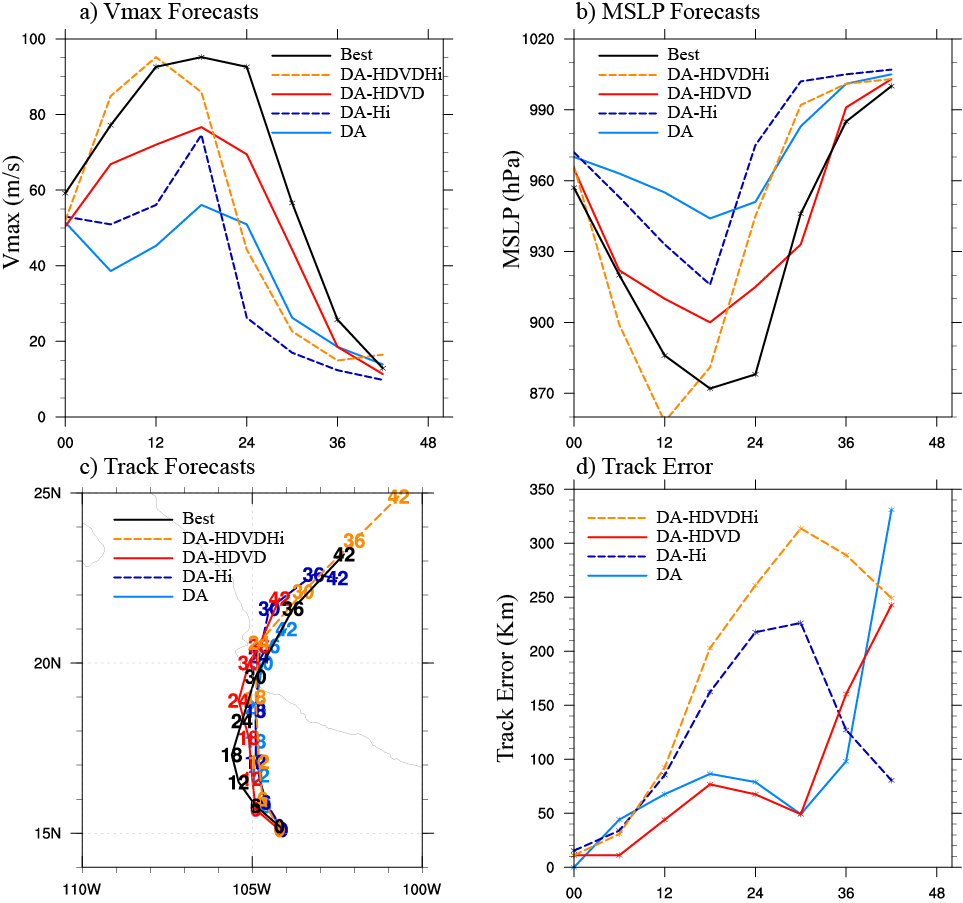 a) Vmax Forecasts
100
80
60
40
20
0
Vmax (m/s)
Best
DA-HDVDHi
DA-HDVD
DA-Hi
DA
00 12 24 36 48
b) MSLP Forecasts
1020
990
960
930
900
870
MSLP (hPa)
Best
DA-HDVDHi
DA-HDVD
DA-Hi
DA
00 12 24 36 48
c) Track Forecasts
25N
20N
15N
Best
DA-HDVDHi
DA-HDVD
DA-Hi
DA
42
36
42
36 42
30
42
30 36
42
30
30
24
24
18
18
18
12
12
6
0
110W 105W 100W
d) Track Error
350
300
250
200
150
100
50
0
Track Error (Km)
DA-HDVDHi
DA-HDVD
DA-Hi
DA
00 12 24 36 48